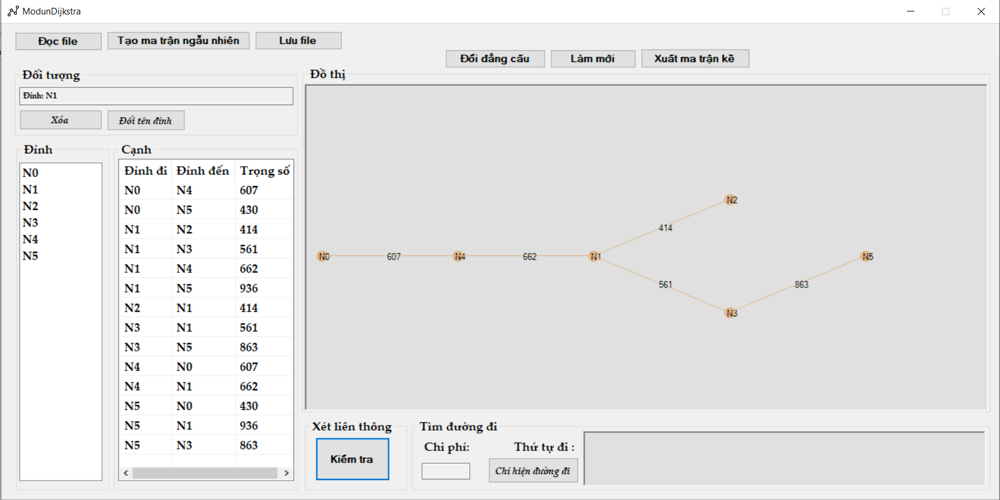 ModunDijkstra
Đọc file
Tạo ma trận ngẫu nhiên
Lưu file
Đổi đẳng cấu
Làm mới
Xuất ma trận kề
Đối tượng
Đỉnh: N1
Xóa
Đổi tên đỉnh
Đỉnh
N0
N1
N2
N3
N4
N5
Cạnh
Đỉnh đi Đỉnh đến Trọng số
N0 N4 607
N0 N5 430
N1 N2 414
N1 N3 561
N1 N4 662
N1 N5 936
N2 N1 414
N3 N1 561
N3 N5 863
N4 N0 607
N4 N1 662
N5 N0 430
N5 N1 936
N5 N3 863
Đồ thị
N2
414
N0 607 N4 662 N1 N5
561 863
N3
Xét liên thông
Kiểm tra
Tìm đường đi
Chi phí:
Thứ tự đi :
Chỉ hiện đường đi